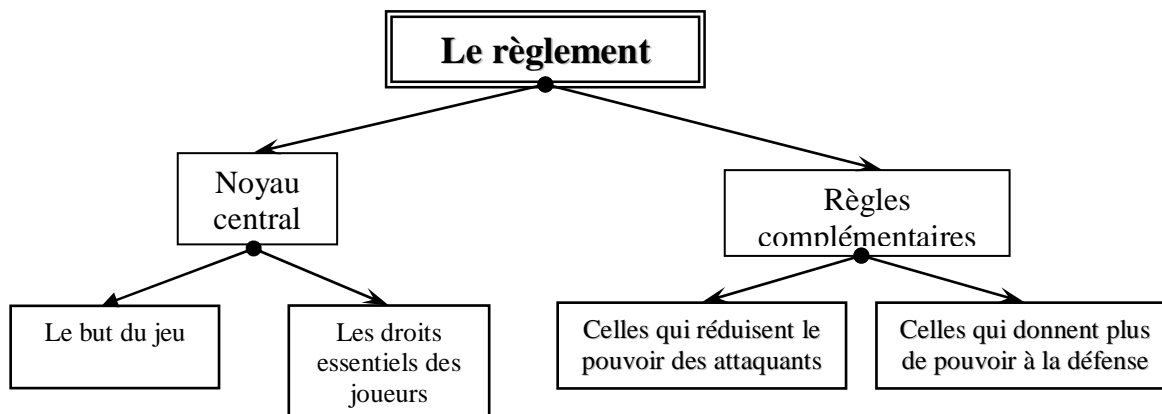 Le règlement
Noyau
central
Règles
complémentaires
Le but du jeu
Les droits
essentiels des
joueurs
Celles qui réduisent le
pouvoir des attaquants
Celles qui donnent plus
de pouvoir à la défense